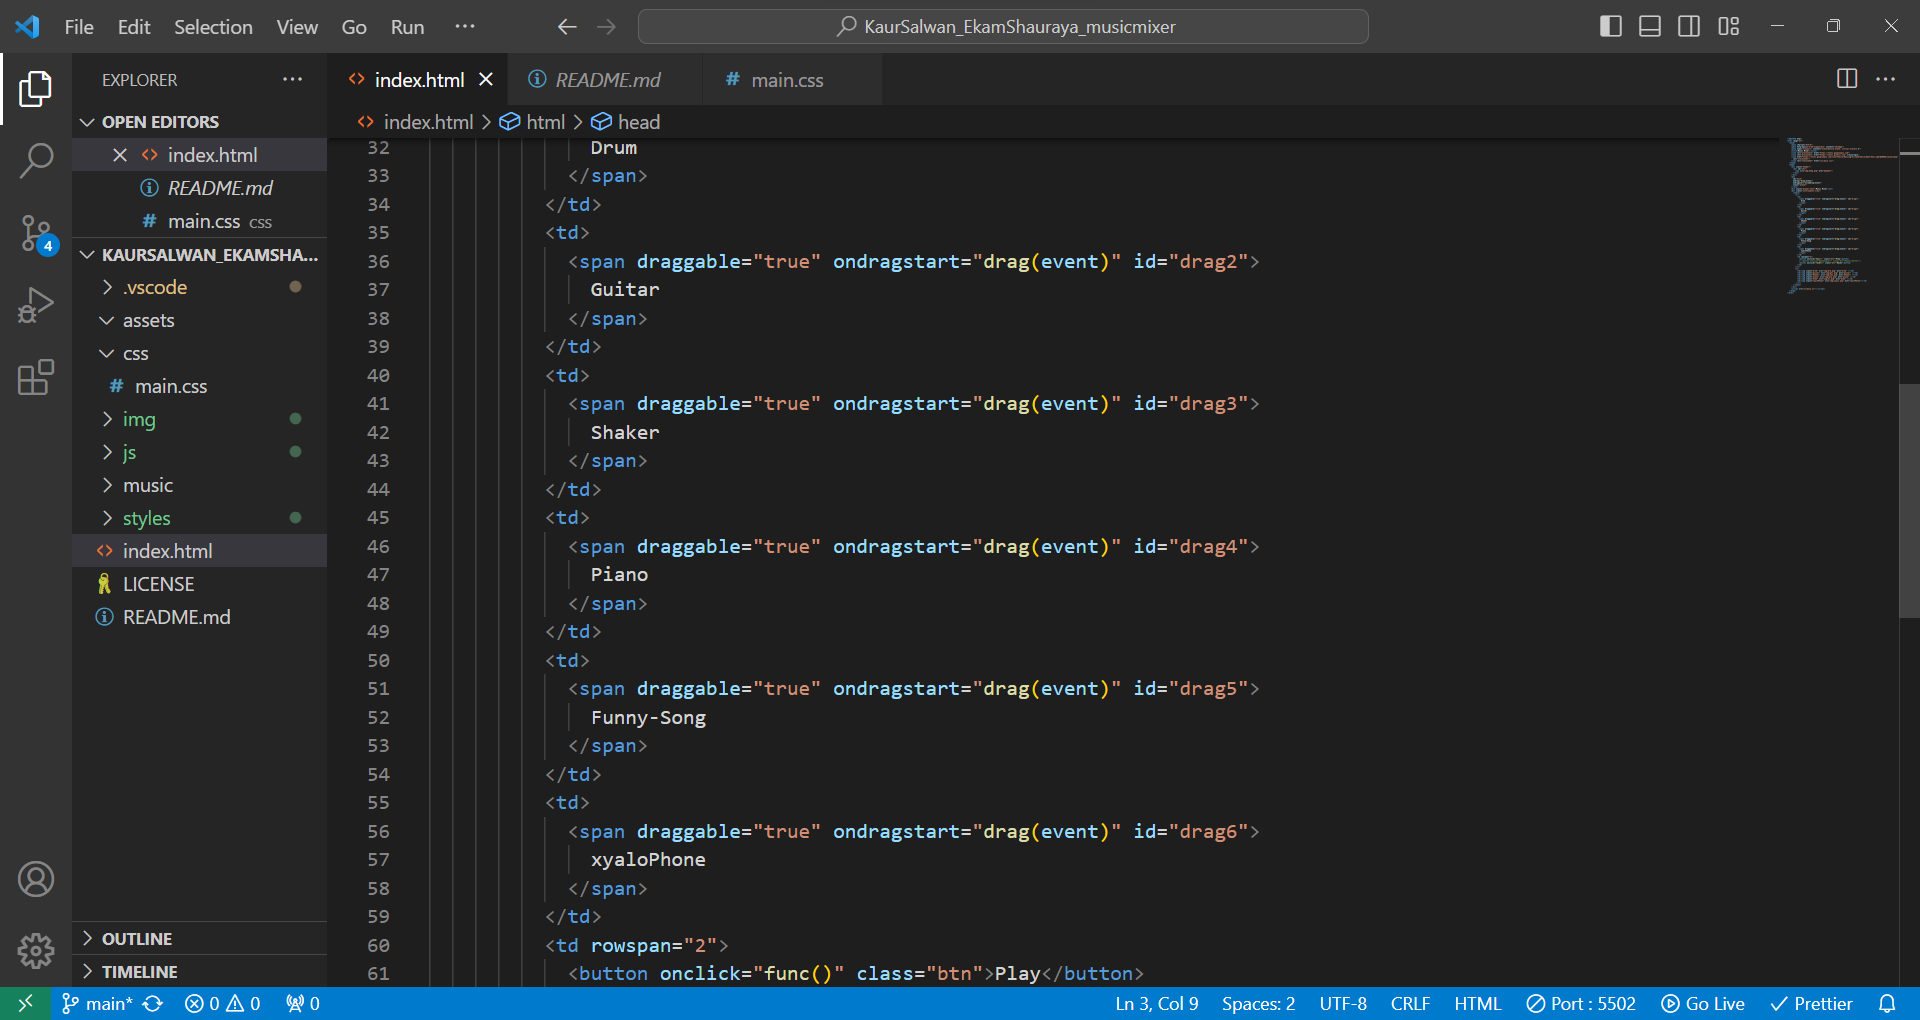 File Edit Selection View Go Run ··· KaurSalwan_EkamShauraya_musicmixer
EXPLORER ···
OPEN EDITORS
index.html
README.md
main.css css
KAURSALWAN_EKAMSHA...
.vscode
assets
css
# main.css
img
js
music
styles
index.html
LICENSE
README.md
OUTLINE
TIMELINE
index.html README.md # main.css
index.html > html > head
32 Drum
33 </span>
34 </td>
35 <td>
36 <span draggable="true" ondragstart="drag(event)" id="drag2">
37 Guitar
38 </span>
39 </td>
40 <td>
41 <span draggable="true" ondragstart="drag(event)" id="drag3">
42 Shaker
43 </span>
44 </td>
45 <td>
46 <span draggable="true" ondragstart="drag(event)" id="drag4">
47 Piano
48 </span>
49 </td>
50 <td>
51 <span draggable="true" ondragstart="drag(event)" id="drag5">
52 Funny-Song
53 </span>
54 </td>
55 <td>
56 <span draggable="true" ondragstart="drag(event)" id="drag6">
57 xyaloPhone
58 </span>
59 </td>
60 <td rowspan="2">
61 <button onclick="func()" class="btn">Play</button>
4
main* 0 0 0 Ln 3, Col 9 Spaces: 2 UTF-8 CRLF HTML Port : 5502 Go Live Prettier